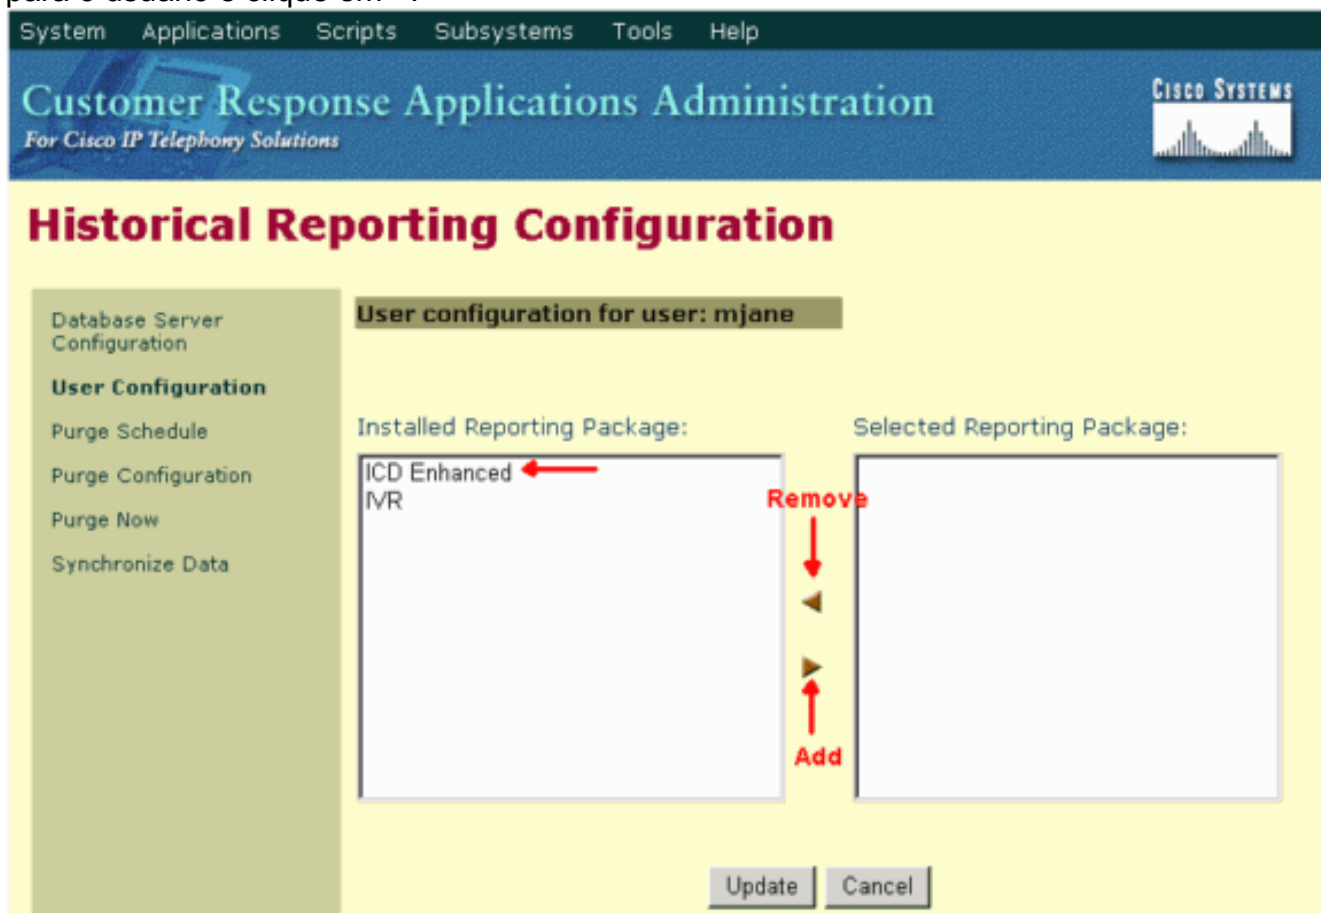 System Applications Scripts Subsystems Tools Help
Customer Response Applications Administration
For Cisco IP Telephony Solutions
CISCO SYSTEMS
Historical Reporting Configuration
Database Server
Configuration
User Configuration
Purge Schedule
Purge Configuration
Purge Now
Synchronize Data
User configuration for user: mjane
Installed Reporting Package:
ICD Enhanced
IVR
Remove
Add
Selected Reporting Package:
Update Cancel